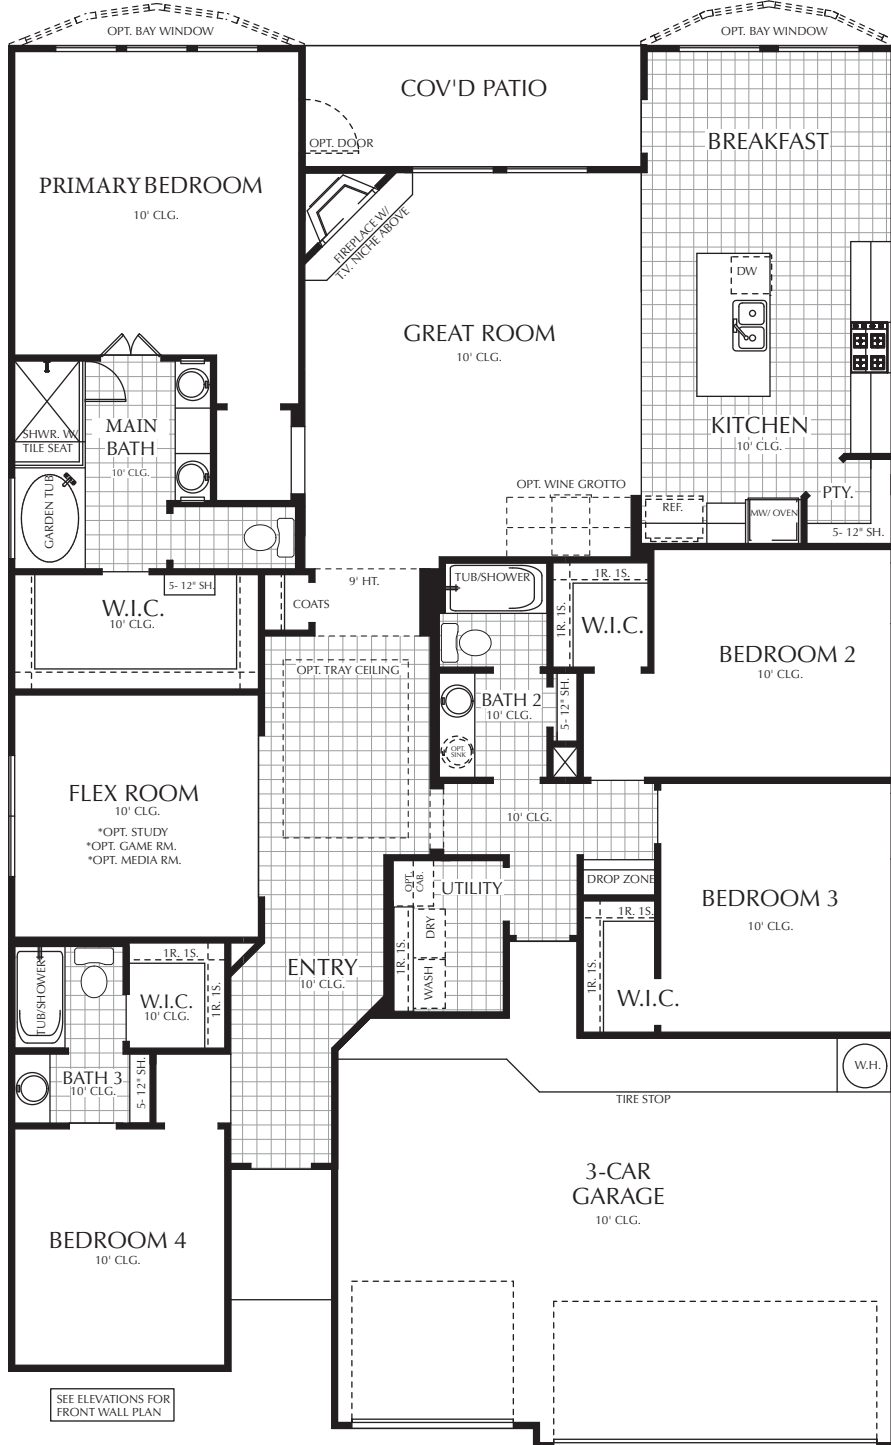 OPT. BAY WINDOW
OPT. BAY WINDOW
COV'D PATIO
OPT. DOOR
BREAKFAST
PRIMARY BEDROOM
10' CLG.
FIREPLACE W/
T.V. NICHE ABOVE
DW
GREAT ROOM
10' CLG.
KITCHEN
10' CLG.
MAIN
BATH
10' CLG.
SHWR. W/
TILE SEAT
GARDEN TUB
OPT. WINE GROTTO
REF.
MW/ OVEN
PTY.
5- 12" SH.
5- 12" SH.
W.I.C.
10' CLG.
COATS
9' HT.
TUB/SHOWER
1R. 1S.
1R. 1S.
W.I.C.
BEDROOM 2
10' CLG.
OPT. TRAY CEILING
BATH 2
10' CLG.
5- 12" SH.
OPT.
SINK
FLEX ROOM
10' CLG.
*OPT. STUDY
*OPT. GAME RM.
*OPT. MEDIA RM.
10' CLG.
OPT.
CAB.
UTILITY
DRY
WASH
1R. 1S.
DROP ZONE
BEDROOM 3
10' CLG.
1R. 1S.
1R. 1S.
W.I.C.
ENTRY
10' CLG.
TUB/SHOWER
1R. 1S.
1R. 1S.
W.I.C.
10' CLG.
BATH 3
10' CLG.
5- 12" SH.
W.H.
TIRE STOP
3-CAR
GARAGE
10' CLG.
BEDROOM 4
10' CLG.
SEE ELEVATIONS FOR
FRONT WALL PLAN